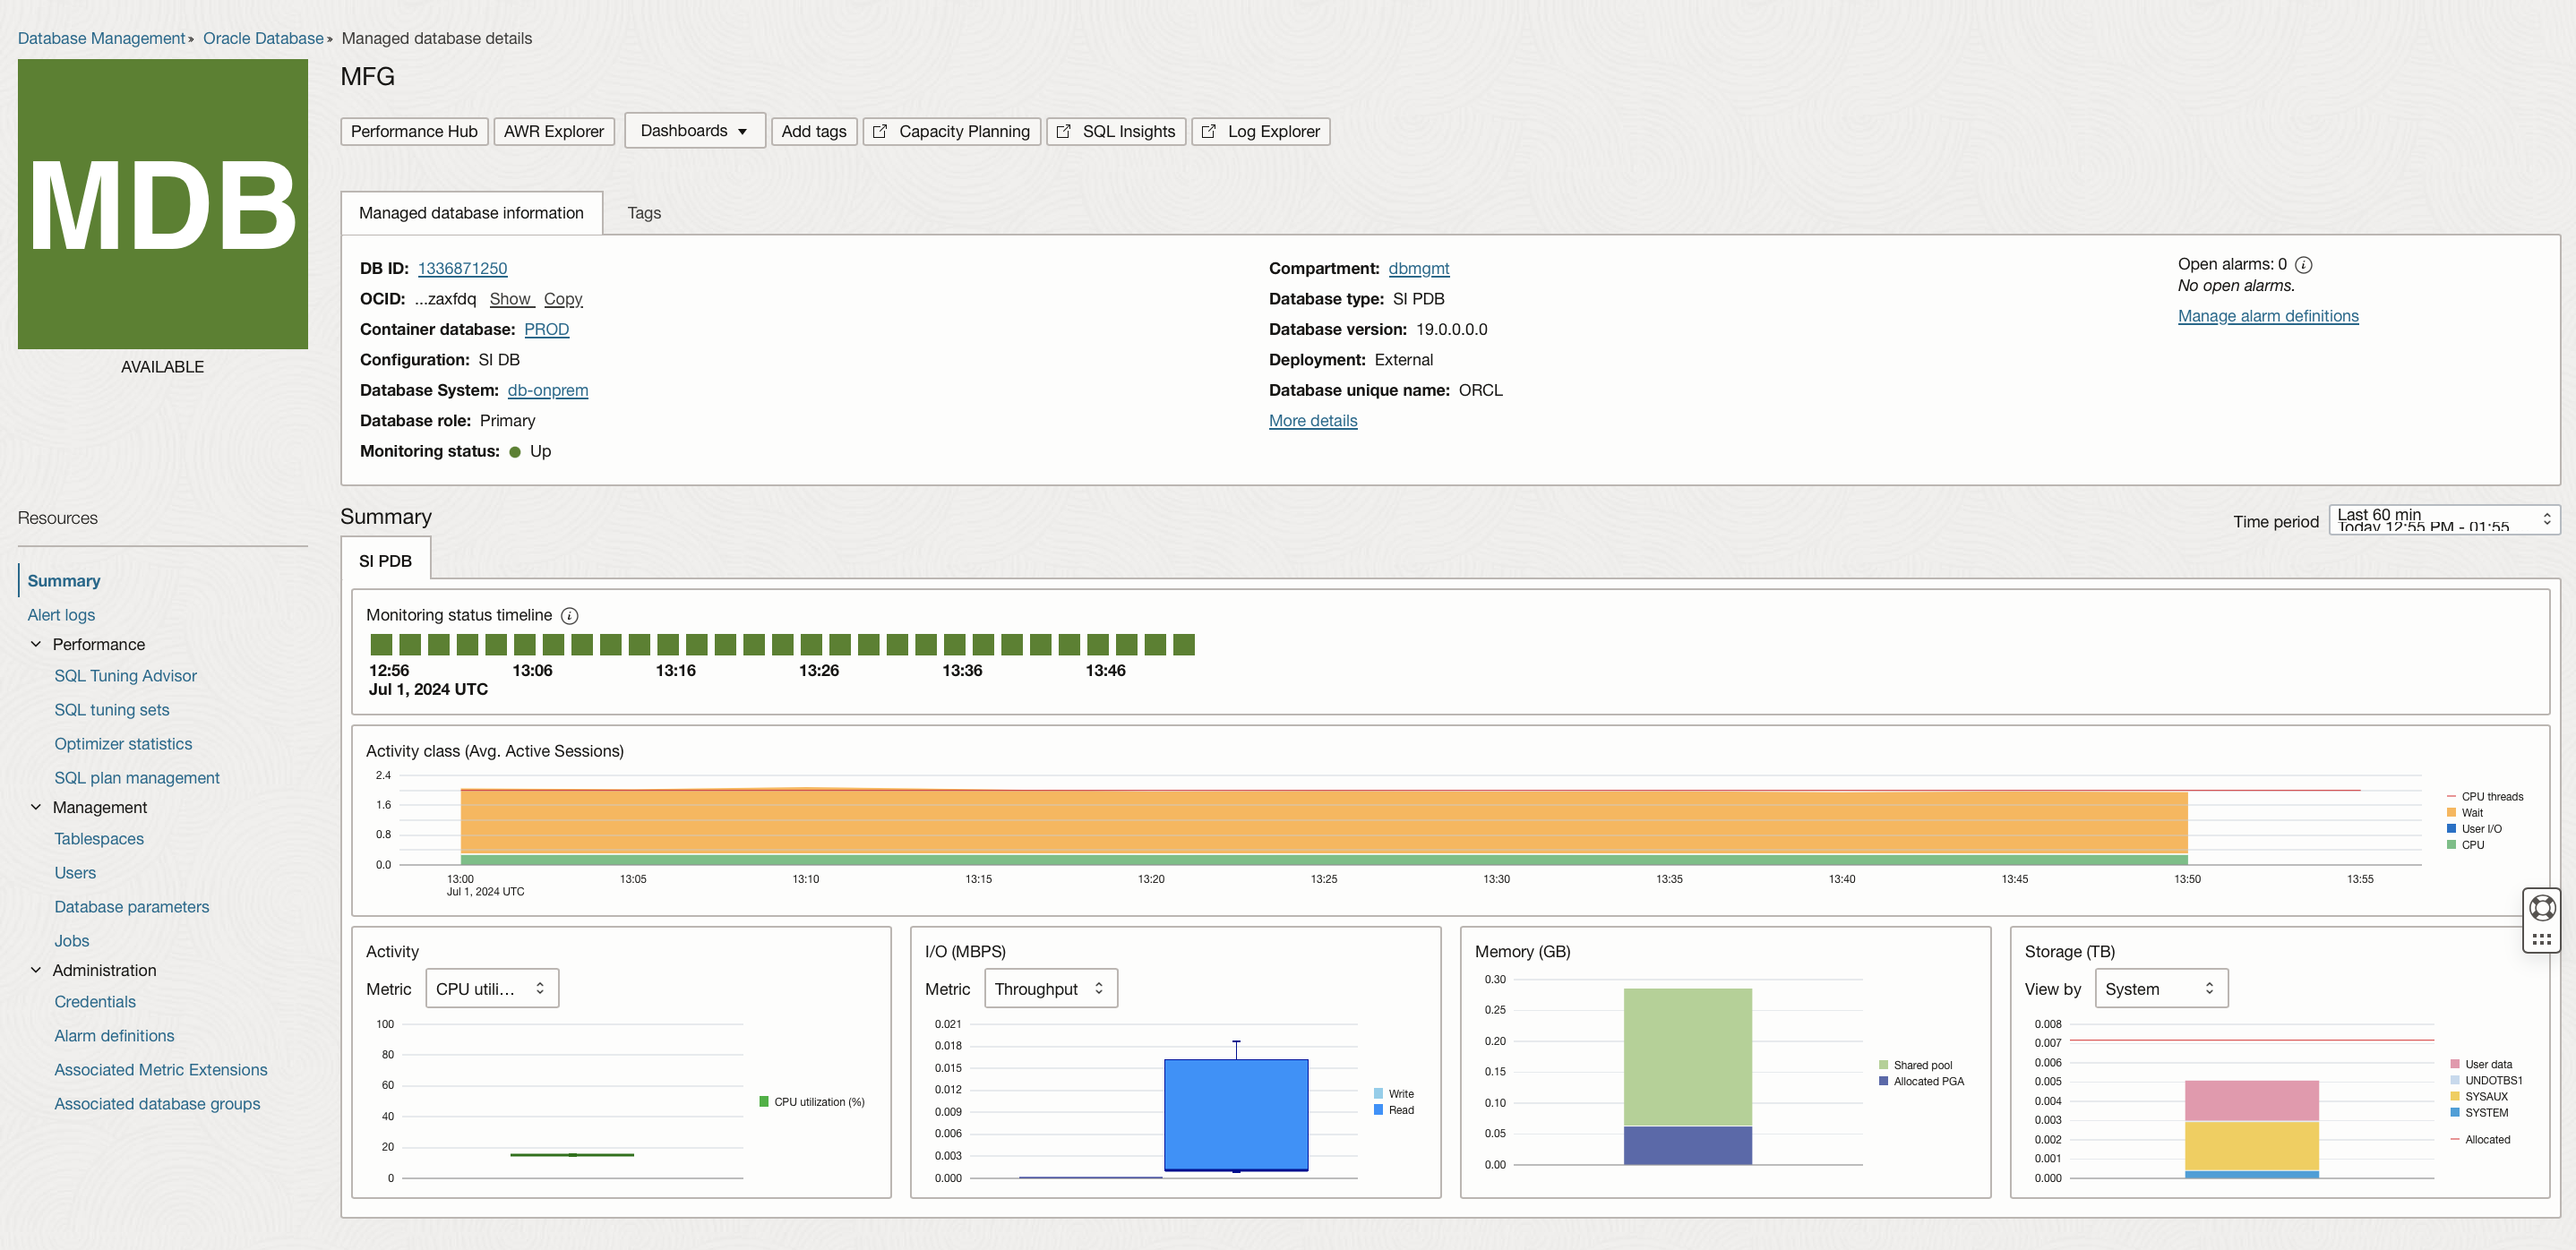 Database Management » Oracle Database » Managed database details
MDB
AVAILABLE
MFG
Performance Hub
AWR Explorer
Dashboards
Add tags
Capacity Planning
SQL Insights
Log Explorer
Managed database information
Tags
DB ID: 1336871250
OCID: ...zaxfdq Show Copy
Container database: PROD
Configuration: SI DB
Database System: db-onprem
Database role: Primary
Monitoring status: Up
Compartment: dbmgmt
Database type: SI PDB
Database version: 19.0.0.0.0
Deployment: External
Database unique name: ORCL
More details
Open alarms: 0
No open alarms.
Manage alarm definitions
Resources
Summary
Alert logs
Performance
SQL Tuning Advisor
SQL tuning sets
Optimizer statistics
SQL plan management
Management
Tablespaces
Users
Database parameters
Jobs
Administration
Credentials
Alarm definitions
Associated Metric Extensions
Associated database groups
Summary
Time period
Last 60 min
Today 12:55 PM - 01:55
SI PDB
Monitoring status timeline
12:56 13:06 13:16 13:26 13:36 13:46
Jul 1, 2024 UTC
Activity class (Avg. Active Sessions)
2.4
1.6
0.8
0.0
13:00 13:05 13:10 13:15 13:20 13:25 13:30 13:35 13:40 13:45 13:50 13:55
Jul 1, 2024 UTC
CPU threads
Wait
User I/O
CPU
Activity
Metric CPU utili...
100
80
60
40
20
0
CPU utilization (%)
I/O (MBPS)
Metric Throughput
0.021
0.018
0.015
0.012
0.009
0.006
0.003
0.000
Write
Read
Memory (GB)
0.30
0.25
0.20
0.15
0.10
0.05
0.00
Shared pool
Allocated PGA
Storage (TB)
View by System
0.008
0.007
0.006
0.005
0.004
0.003
0.002
0.001
0.000
User data
UNDOTBS1
SYSAUX
SYSTEM
Allocated